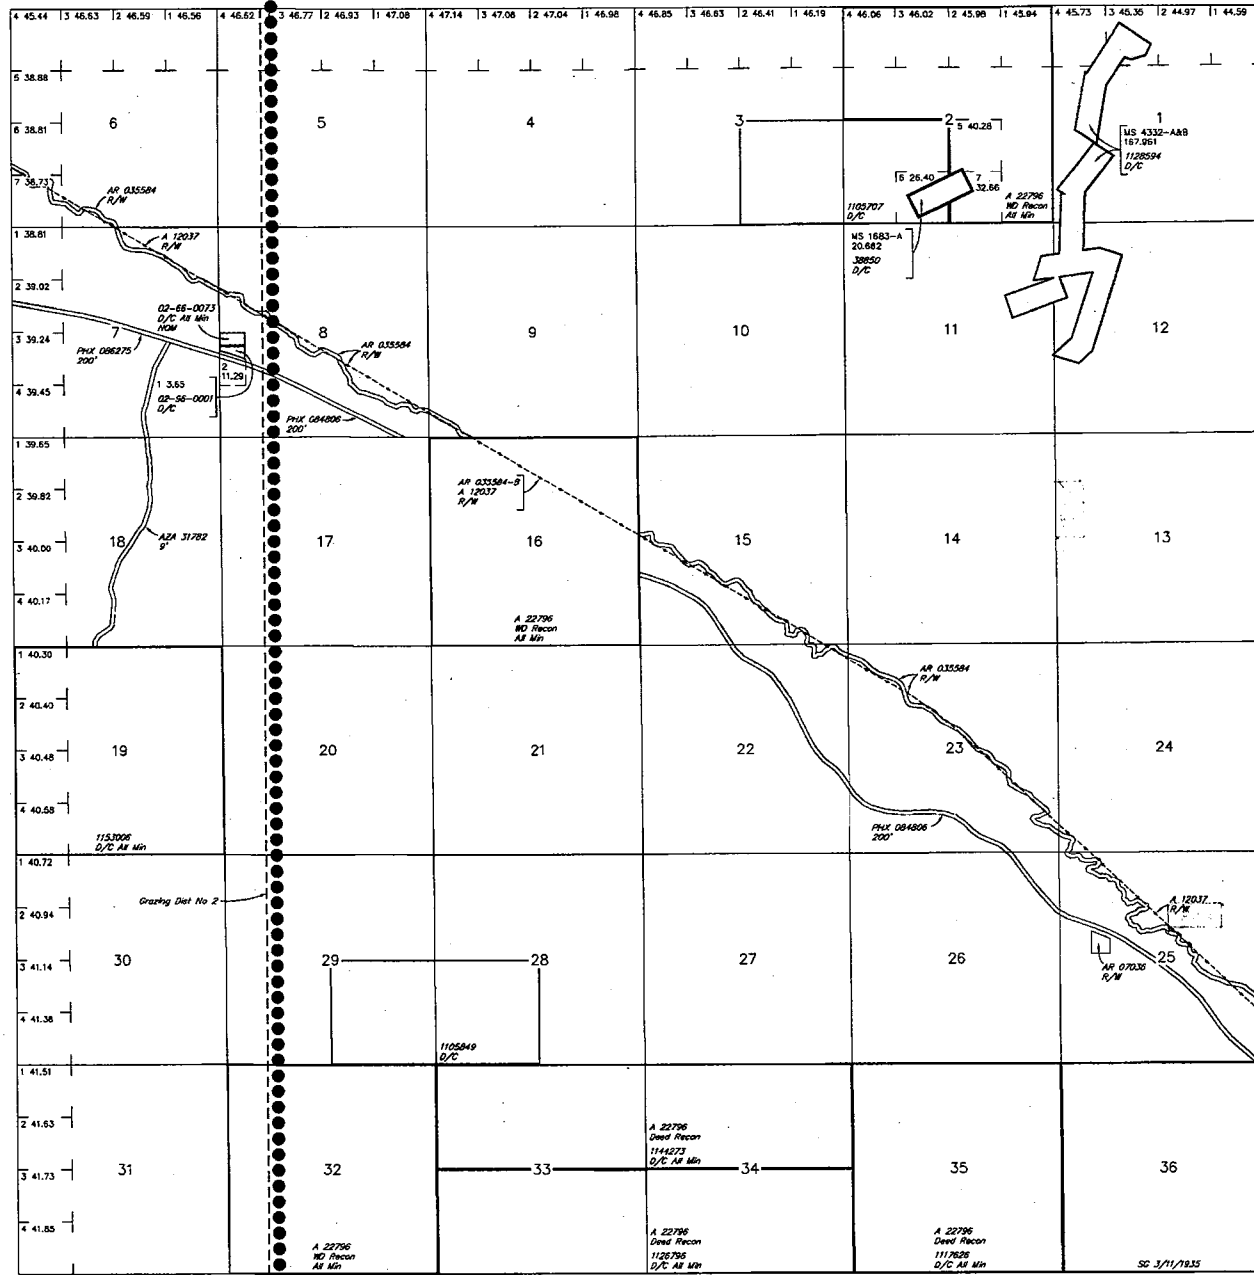 4 45.44 3 46.63 2 46.59 1 46.56 4 46.62 3 46.77 2 46.93 1 47.08 4 47.14 3 47.08 2 47.04 1 46.98 4 46.85 3 46.63 2 46.41 1 46.19 4 46.06 3 46.02 2 45.98 1 45.94 4 45.73 3 45.35 2 44.97 1 44.59
5 38.88
6 38.81
6
5
4
3
2
5 40.28
1
MS 4332-A&B
167.961
1128594
D/C
7 38.73
AR 035584
R/W
6 26.40
7
32.66
1105707
D/C
A 22796
WD Recon
All Min
1 38.81
A 12037
R/W
MS 1683-A
20.682
38850
D/C
2 39.02
02-66-0073
D/C All Min
NOM
3 39.24
7
8
9
10
11
12
PHX 086275
200'
AR 035584
R/W
2
11.29
4 39.45
1 3.65
02-96-0001
D/C
PHX 084806
200'
1 39.65
2 39.82
AR 035584-B
A 12037
R/W
3 40.00
18
AZA 31782
9'
17
16
15
14
13
4 40.17
A 22796
WD Recon
All Min
1 40.30
AR 035584
R/W
2 40.40
3 40.48
19
20
21
22
23
24
4 40.58
PHX 084806
200'
1153006
D/C All Min
1 40.72
2 40.94
Grazing Dist No 2
A 12037
R/W
3 41.14
30
29
28
27
26
25
AR 07036
R/W
4 41.38
1105849
D/C
1 41.51
2 41.63
A 22796
Deed Recon
1144273
D/C All Min
3 41.73
31
32
33
34
35
36
4 41.85
A 22796
WD Recon
All Min
A 22796
Deed Recon
1126796
D/C All Min
A 22796
Deed Recon
1117626
D/C All Min
SG 3/11/1935